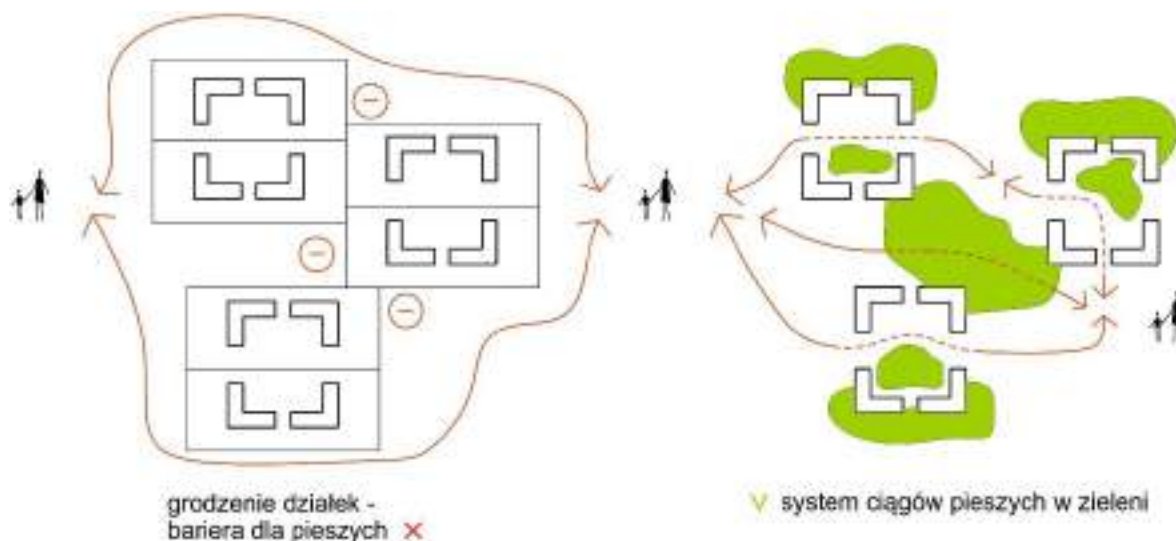 grodzenie działek -
bariera dla pieszych
system ciągów pieszych w zieleni